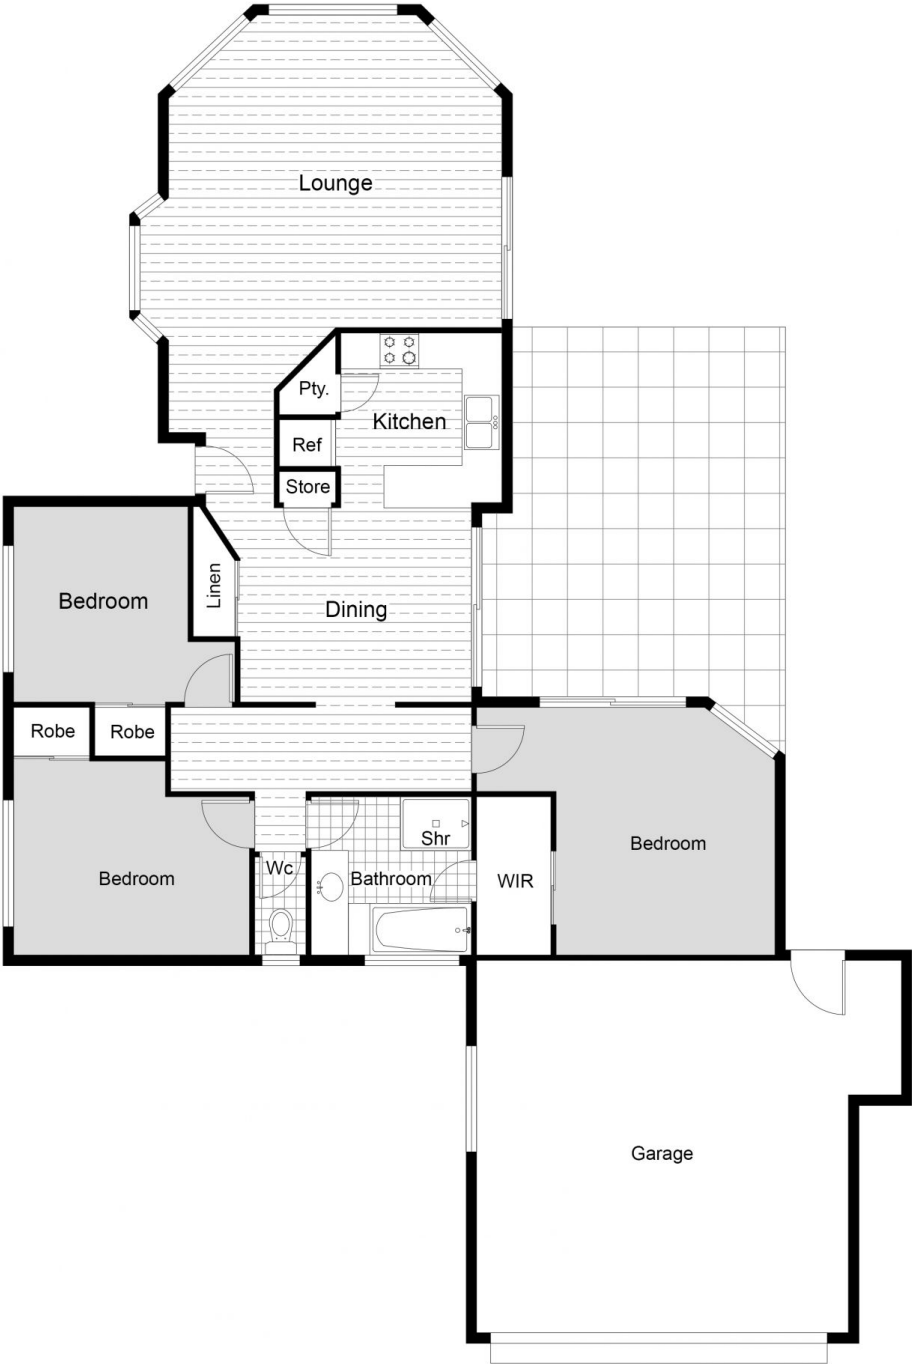 Lounge
Pty.
Kitchen
Ref
Store
Linen
Bedroom
Dining
Robe
Robe
Shr
Bedroom
Wc
Bedroom
Bathroom
WIR
Garage